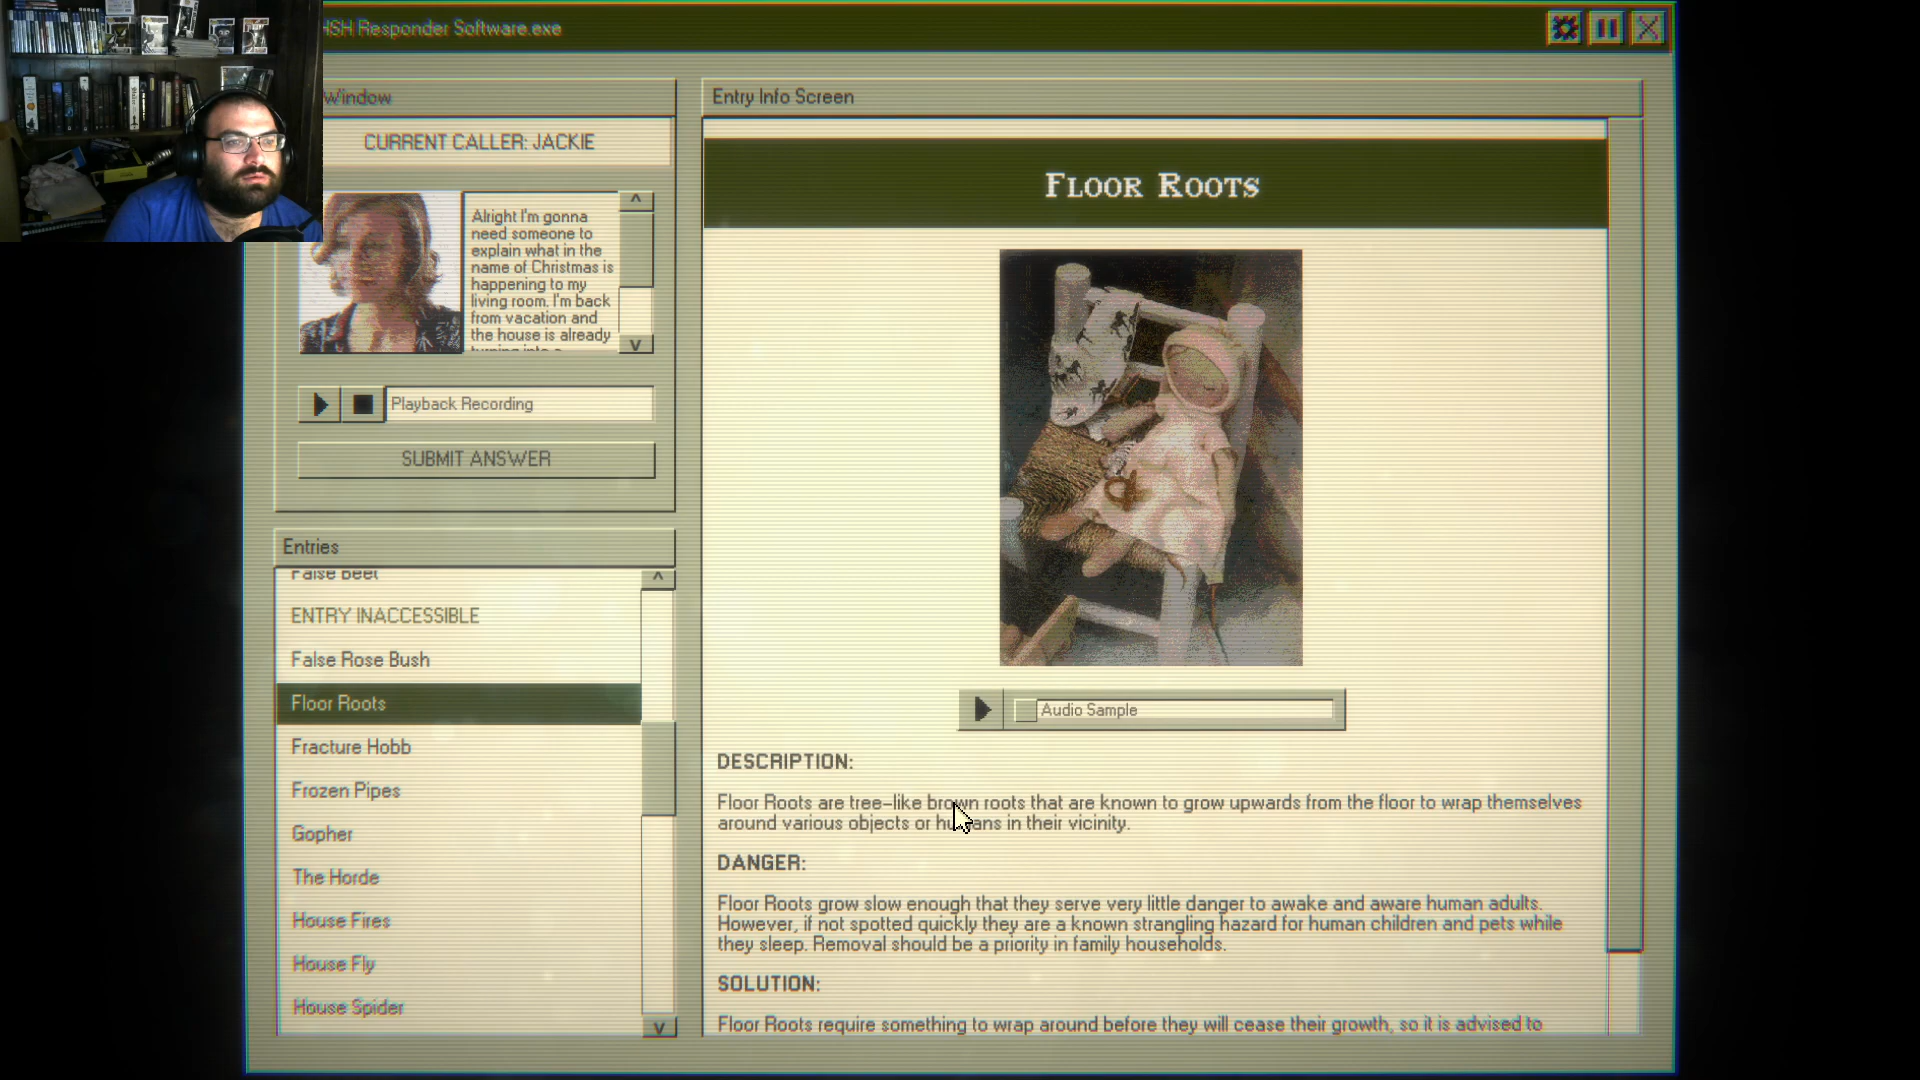 HSH Responder Software.exe
Window
Entry Info Screen
CURRENT CALLER: JACKIE
Alright I'm gonna
need someone to
explain what in the
name of Christmas is
happening to my
living room. I'm back
from vacation and
the house is already
turning into a
Playback Recording
SUBMIT ANSWER
Entries
False Beet
ENTRY INACCESSIBLE
False Rose Bush
Floor Roots
Fracture Hobb
Frozen Pipes
Gopher
The Horde
House Fires
House Fly
House Spider
Floor Roots
Audio Sample
DESCRIPTION:
Floor Roots are tree-like brown roots that are known to grow upwards from the floor to wrap themselves
around various objects or humans in their vicinity.
DANGER:
Floor Roots grow slow enough that they serve very little danger to awake and aware human adults.
However, if not spotted quickly they are a known strangling hazard for human children and pets while
they sleep. Removal should be a priority in family households.
SOLUTION:
Floor Roots require something to wrap around before they will cease their growth, so it is advised to